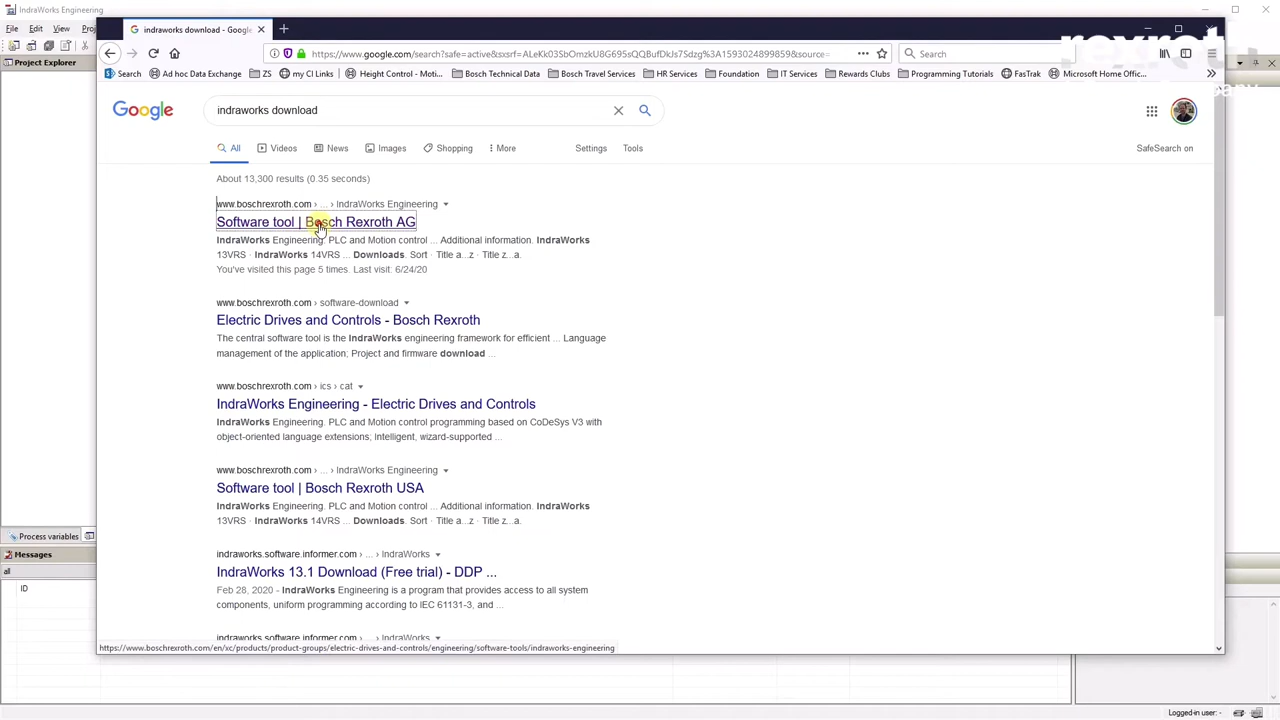 IndraWorks Engineering
File Edit View
Project Explorer
indraworks download - Google
https://www.google.com/search?safe=active&sxsrf=ALeKk03SbOmzkU8G695sQQBufDkJs7Sdzg%3A1593024899859&source=
Search
rexroth
Search
Ad hoc Data Exchange
ZS
my CI Links
Height Control - Moti...
Bosch Technical Data
Bosch Travel Services
HR Services
Foundation
IT Services
Rewards Clubs
Programming Tutorials
FasTrak
Microsoft Home Offic...
Google
indraworks download
All Videos News Images Shopping More Settings Tools SafeSearch on
About 13,300 results (0.35 seconds)
www.boschrexroth.com › ... › IndraWorks Engineering
Software tool | Bosch Rexroth AG
IndraWorks Engineering. PLC and Motion control ... Additional information. IndraWorks
13VRS · IndraWorks 14VRS ... Downloads. Sort · Title a...z · Title z...a.
You've visited this page 5 times. Last visit: 6/24/20
www.boschrexroth.com › software-download
Electric Drives and Controls - Bosch Rexroth
The central software tool is the IndraWorks engineering framework for efficient ... Language
management of the application; Project and firmware download ...
www.boschrexroth.com › ics › cat
IndraWorks Engineering - Electric Drives and Controls
IndraWorks Engineering. PLC and Motion control programming based on CoDeSys V3 with
object-oriented language extensions; Intelligent, wizard-supported ...
www.boschrexroth.com › ... › IndraWorks Engineering
Software tool | Bosch Rexroth USA
IndraWorks Engineering. PLC and Motion control ... Additional information. IndraWorks
13VRS · IndraWorks 14VRS ... Downloads. Sort · Title a...z · Title z...a.
Process variables
Messages
all
ID
indraworks.software.informer.com › ... › IndraWorks
IndraWorks 13.1 Download (Free trial) - DDP ...
Feb 28, 2020 - IndraWorks Engineering is a program that provides access to all system
components, uniform programming according to IEC 61131-3, and ...
indraworks.software.informer.com › ... › IndraWorks
https://www.boschrexroth.com/en/xc/products/product-groups/electric-drives-and-controls/engineering/software-tools/indraworks-engineering
Logged-in user: -